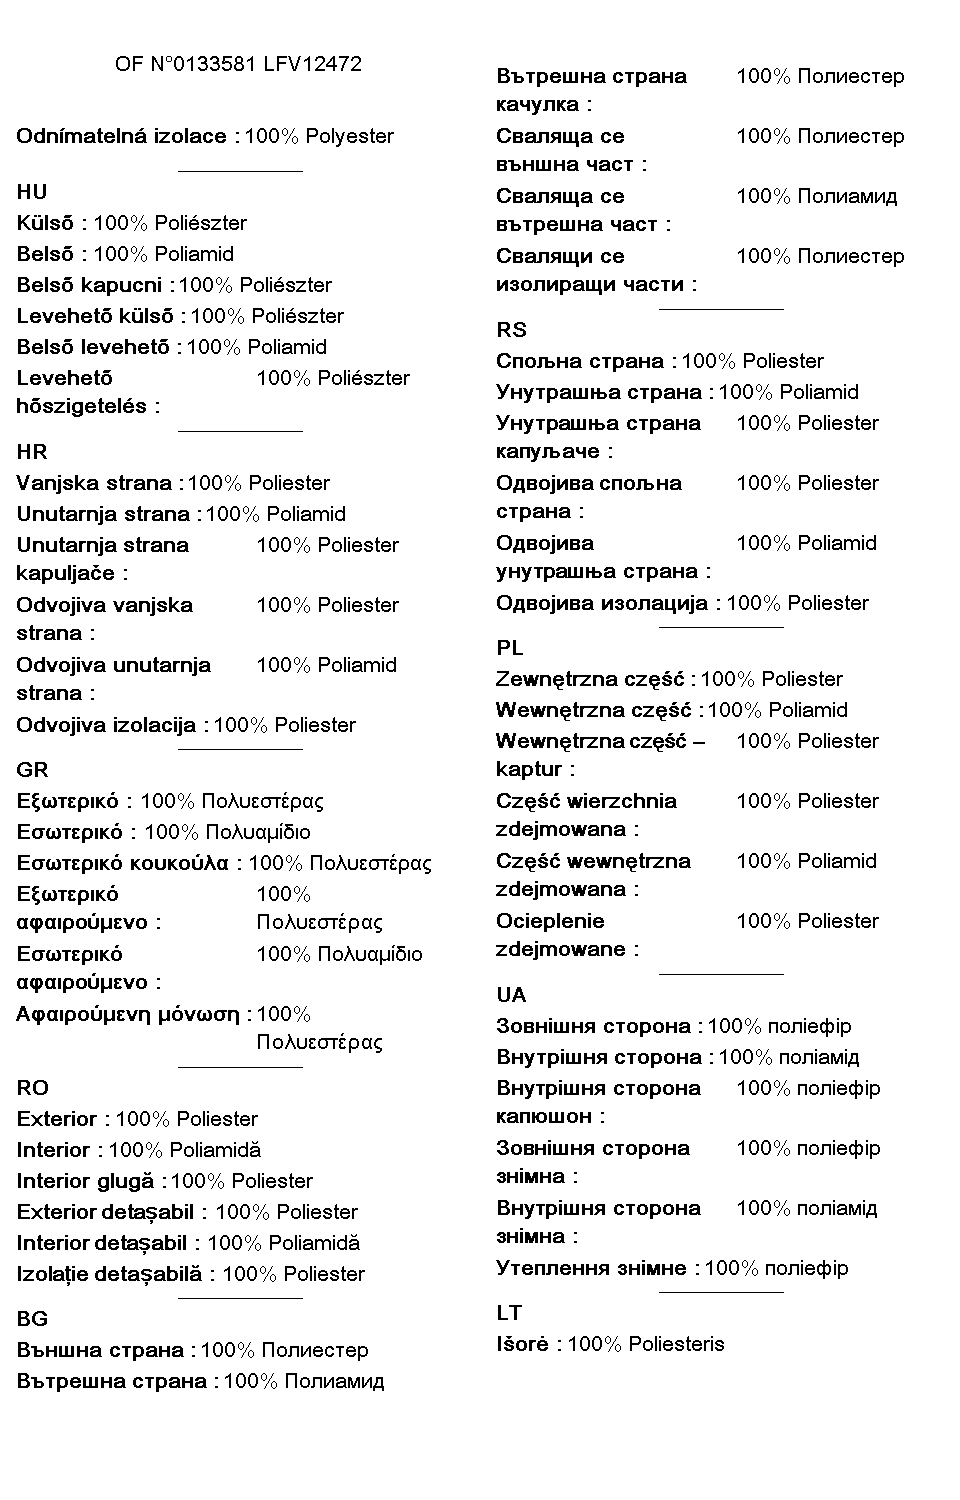 OF N°0133581 LFV12472
Odnímatelná izolace : 100% Polyester
HU
Külsõ : 100% Poliészter
Belsõ : 100% Poliamid
Belsõ kapucni : 100% Poliészter
Levehetõ külsõ : 100% Poliészter
Belsõ levehetõ : 100% Poliamid
Levehetõ 100% Poliészter
hõszigetelés :
HR
Vanjska strana : 100% Poliester
Unutarnja strana : 100% Poliamid
Unutarnja strana 100% Poliester
kapuljače :
Odvojiva vanjska 100% Poliester
strana :
Odvojiva unutarnja 100% Poliamid
strana :
Odvojiva izolacija : 100% Poliester
GR
Εξωτερικό : 100% Πολυεστέρας
Εσωτερικό : 100% Πολυαμίδιο
Εσωτερικό κουκούλα : 100% Πολυεστέρας
Εξωτερικό 100%
αφαιρούμενο : Πολυεστέρας
Εσωτερικό 100% Πολυαμίδιο
αφαιρούμενο :
Αφαιρούμενη μόνωση : 100%
Πολυεστέρας
RO
Exterior : 100% Poliester
Interior : 100% Poliamidă
Interior glugă : 100% Poliester
Exterior detașabil : 100% Poliester
Interior detașabil : 100% Poliamidă
Izolație detașabilă : 100% Poliester
BG
Външна страна : 100% Полиестер
Вътрешна страна : 100% Полиамид
Вътрешна страна 100% Полиестер
качулка :
Сваляща се 100% Полиестер
външна част :
Сваляща се 100% Полиамид
вътрешна част :
Свалящи се 100% Полиестер
изолиращи части :
RS
Спољна страна : 100% Poliester
Унутрашња страна : 100% Poliamid
Унутрашња страна 100% Poliester
капуљаче :
Одвојива спољна 100% Poliester
страна :
Одвојива 100% Poliamid
унутрашња страна :
Одвојива изолација : 100% Poliester
PL
Zewnętrzna część : 100% Poliester
Wewnętrzna część : 100% Poliamid
Wewnętrzna część – 100% Poliester
kaptur :
Część wierzchnia 100% Poliester
zdejmowana :
Część wewnętrzna 100% Poliamid
zdejmowana :
Ocieplenie 100% Poliester
zdejmowane :
UA
Зовнішня сторона : 100% поліефір
Внутрішня сторона : 100% поліамід
Внутрішня сторона 100% поліефір
капюшон :
Зовнішня сторона 100% поліефір
знімна :
Внутрішня сторона 100% поліамід
знімна :
Утеплення знімне : 100% поліефір
LT
Išorė : 100% Poliesteris